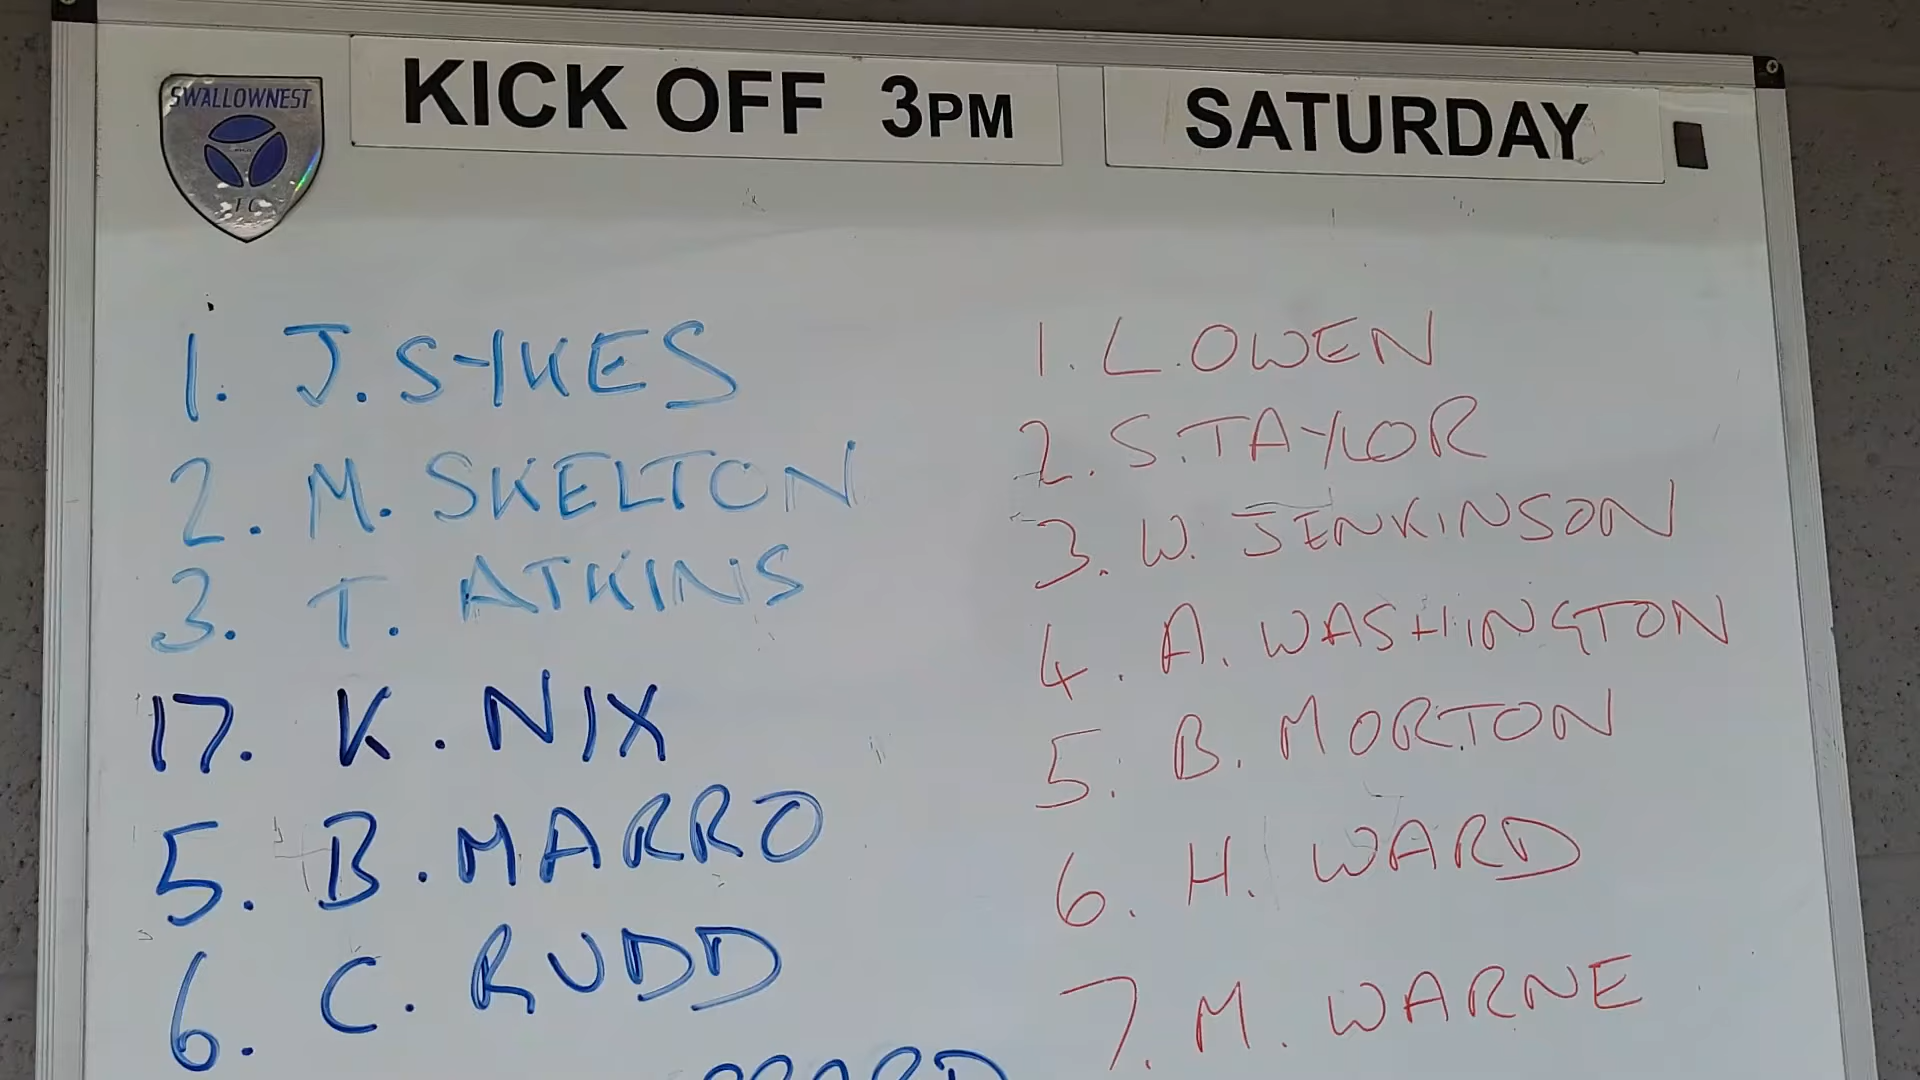 SWALLOWNEST
FC
KICK OFF 3PM
SATURDAY
1. J. SYKES
2. M. SKELTON
3. T. ATKINS
17. K. NIX
5. B. MARRO
6. C. RUDD
1. L. OWEN
2. S. TAYLOR
3. W. JENKINSON
4. A. WASHINGTON
5. B. MORTON
6. H. WARD
7. M. WARNE